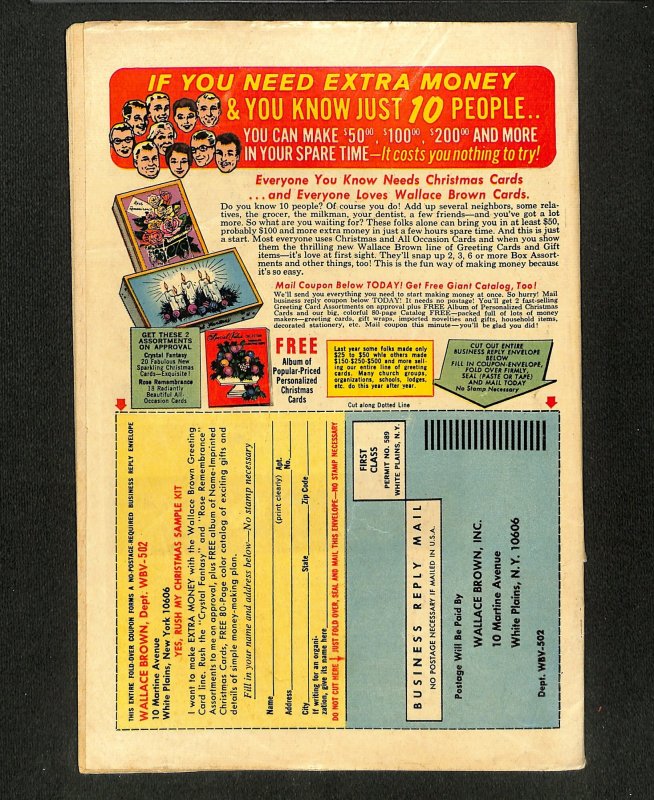 IF YOU NEED EXTRA MONEY
& YOU KNOW JUST 10 PEOPLE..
YOU CAN MAKE $50.00, $100.00, $200.00 AND MORE
IN YOUR SPARE TIME—It costs you nothing to try!
Everyone You Know Needs Christmas Cards
...and Everyone Loves Wallace Brown Cards.
Do you know 10 people? Of course you do! Add up several neighbors, some rela-
tives, the grocer, the milkman, your dentist, a few friends—and you've got a lot
more. So what are you waiting for? These folks alone can bring you in at least $50,
probably $100 and more extra money in just a few hours spare time. And this is just
a start. Most everyone uses Christmas and All Occasion Cards and when you show
them the thrilling new Wallace Brown line of Greeting Cards and Gift
items—it's love at first sight. They'll snap up 2, 3, 6 or more Box Assort-
ments and other things, too! This is the fun way of making money because
it's so easy.
Mail Coupon Below TODAY! Get Free Giant Catalog, Too!
We'll send you everything you need to start making money at once. So hurry! Mail
business reply coupon below TODAY! It needs no postage! You'll get 2 fast-selling
Greeting Card Assortments on approval plus FREE Album of Personalized Christmas
Cards and our big, colorful 80-page Catalog FREE—packed full of lots of money
makers—greeting cards, gift wraps, imported novelties and gifts, household items,
decorated stationery, etc. Mail coupon this minute—you'll be glad you did!
GET THESE 2
ASSORTMENTS
ON APPROVAL
Crystal Fantasy
20 Fabulous New
Sparkling Christmas
Cards—Exquisite!
Rose Remembrance
18 Radiantly
Beautiful All-
Occasion Cards
FREE
Album of
Popular-Priced
Personalized
Christmas
Cards
Last year some folks made only
$25 to $50 while others made
$150-$250-$500 and more sell-
ing our entire line of greeting
cards. Many church groups,
organizations, schools, lodges,
etc. do this year after year.
CUT OUT ENTIRE
BUSINESS REPLY ENVELOPE
BELOW
FILL IN COUPON-ENVELOPE,
FOLD OVER FIRMLY,
SEAL (PASTE OR TAPE)
AND MAIL TODAY
No Stamp Necessary
Cut along Dotted Line
THIS ENTIRE FOLD-OVER COUPON FORMS A NO-POSTAGE-REQUIRED BUSINESS REPLY ENVELOPE
WALLACE BROWN, Dept. WBY-502
10 Martine Avenue
White Plains, New York 10606
YES, RUSH MY CHRISTMAS SAMPLE KIT
I want to make EXTRA MONEY with the Wallace Brown Greeting
Card line. Rush the "Crystal Fantasy" and "Rose Remembrance"
Assortments to me on approval, plus FREE album of Name-Imprinted
Christmas Cards, FREE 80-Page color catalog of exciting gifts and
details of simple money-making plan.
Fill in your name and address below—No stamp necessary
Name
(print clearly)
Apt.
No.
Address
City
State
Zip Code
If writing for an organi-
zation, give its name here
DO NOT CUT HERE JUST FOLD OVER, SEAL AND MAIL THIS ENVELOPE—NO STAMP NECESSARY
FIRST
CLASS
PERMIT NO. 589
WHITE PLAINS, N.Y.
BUSINESS REPLY MAIL
NO POSTAGE NECESSARY IF MAILED IN U.S.A.
Postage Will Be Paid By
WALLACE BROWN, INC.
10 Martine Avenue
White Plains, N.Y. 10606
Dept. WBY-502